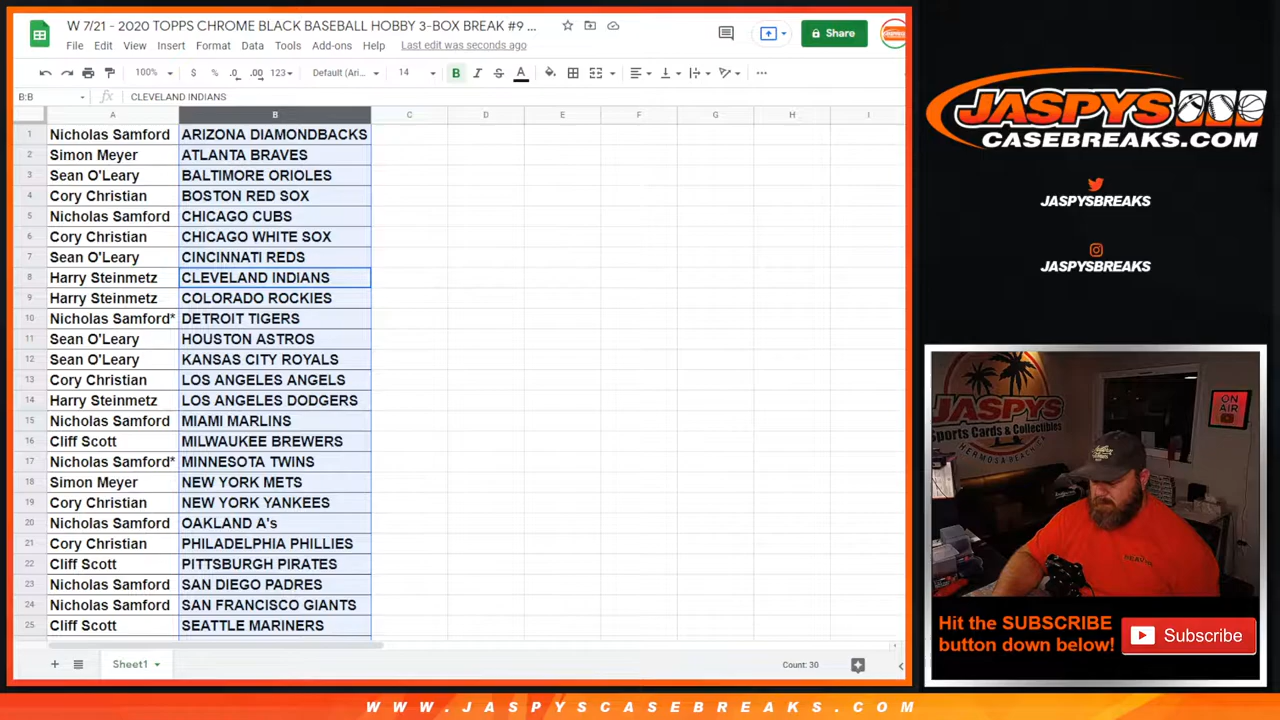 W 7/21 - 2020 TOPPS CHROME BLACK BASEBALL HOBBY 3-BOX BREAK #9 ...
File Edit View Insert Format Data Tools Add-ons Help Last edit was seconds ago
Share
100% $ % .0 .00 123 Default (Ari... 14 B I S A
B:B CLEVELAND INDIANS
A B C D E F G H I
1 Nicholas Samford ARIZONA DIAMONDBACKS
2 Simon Meyer ATLANTA BRAVES
3 Sean O'Leary BALTIMORE ORIOLES
4 Cory Christian BOSTON RED SOX
5 Nicholas Samford CHICAGO CUBS
6 Cory Christian CHICAGO WHITE SOX
7 Sean O'Leary CINCINNATI REDS
8 Harry Steinmetz CLEVELAND INDIANS
9 Harry Steinmetz COLORADO ROCKIES
10 Nicholas Samford* DETROIT TIGERS
11 Sean O'Leary HOUSTON ASTROS
12 Sean O'Leary KANSAS CITY ROYALS
13 Cory Christian LOS ANGELES ANGELS
14 Harry Steinmetz LOS ANGELES DODGERS
15 Nicholas Samford MIAMI MARLINS
16 Cliff Scott MILWAUKEE BREWERS
17 Nicholas Samford* MINNESOTA TWINS
18 Simon Meyer NEW YORK METS
19 Cory Christian NEW YORK YANKEES
20 Nicholas Samford OAKLAND A's
21 Cory Christian PHILADELPHIA PHILLIES
22 Cliff Scott PITTSBURGH PIRATES
23 Nicholas Samford SAN DIEGO PADRES
24 Nicholas Samford SAN FRANCISCO GIANTS
25 Cliff Scott SEATTLE MARINERS
Sheet1 Count: 30
JASPYS
CASEBREAKS.COM
JASPYSBREAKS
JASPYSBREAKS
JASPYS
Sports Cards & Collectibles
HERMOSA BEACH
ON
AIR
Hit the SUBSCRIBE
button down below!
Subscribe
WWW.JASPYSCASEBREAKS.COM